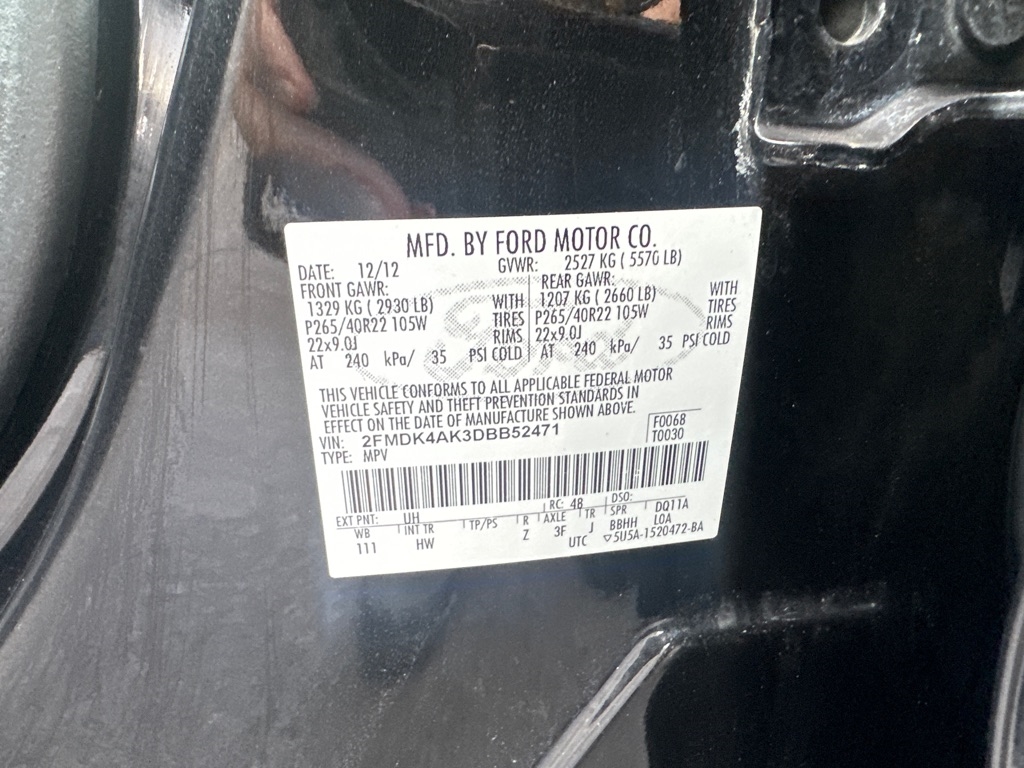 MFD. BY FORD MOTOR CO.
DATE: 12/12 GVWR: 2527 KG ( 5570 LB)
FRONT GAWR: REAR GAWR:
1329 KG ( 2930 LB) WITH 1207 KG ( 2660 LB) WITH
P265/40R22 105W TIRES P265/40R22 105W TIRES
22x9.0J RIMS 22x9.0J RIMS
AT 240 kPa/ 35 PSI COLD AT 240 kPa/ 35 PSI COLD
Ford
THIS VEHICLE CONFORMS TO ALL APPLICABLE FEDERAL MOTOR
VEHICLE SAFETY AND THEFT PREVENTION STANDARDS IN
EFFECT ON THE DATE OF MANUFACTURE SHOWN ABOVE.
VIN: 2FMDK4AK3DBB52471 F0068
TYPE: MPV T0030
EXT PNT: UH RC: 48 DSO:
WB INT TR TP/PS R AXLE TR SPR DQ11A
111 HW Z 3F J BBHH LOA
UTC ▽5U5A-1520472-BA